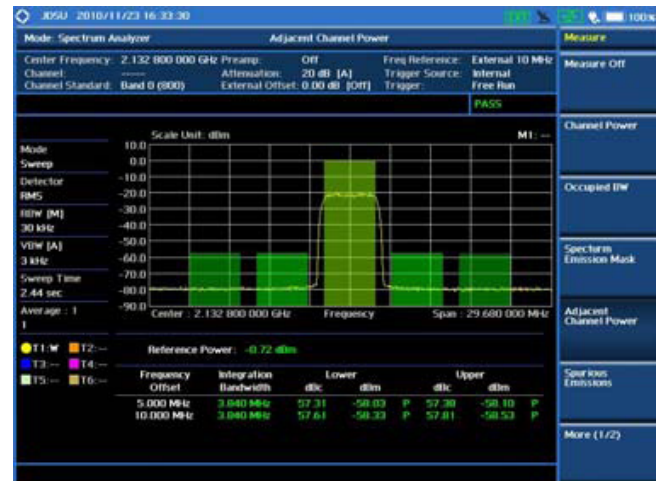 JDSU 2010/11/23 16:33:30
100%
Mode: Spectrum Analyzer Adjacent Channel Power
Measure
Center Frequency: 2.132 800 000 GHz Preamp: Off Freq Reference: External 10 MHz
Channel: ----- Attenuation: 20 dB [A] Trigger Source: Internal
Channel Standard: Band 0 (800) External Offset: 0.00 dB [Off] Trigger: Free Run
PASS
Measure Off
Channel Power
Occupied BW
Specturm
Emission Mask
Adjacent
Channel Power
Spurious
Emissions
More (1/2)
Scale Unit: dBm M1: --
Mode
Sweep
Detector
RMS
RBW [M]
30 kHz
VBW [A]
3 kHz
Sweep Time
2.44 sec
Average : 1
1
10.0
0.0
-10.0
-20.0
-30.0
-40.0
-50.0
-60.0
-70.0
-80.0
-90.0
Center : 2.132 800 000 GHz Frequency Span : 29.680 000 MHz
T1:W T2:--
T3:-- T4:--
T5:-- T6:--
Reference Power: -0.72 dBm
Frequency Integration Lower Upper
Offset Bandwidth dBc dBm dBc dBm
5.000 MHz 3.840 MHz 57.31 -58.03 P 57.38 -58.10 P
10.000 MHz 3.840 MHz 57.61 -58.33 P 57.81 -58.53 P